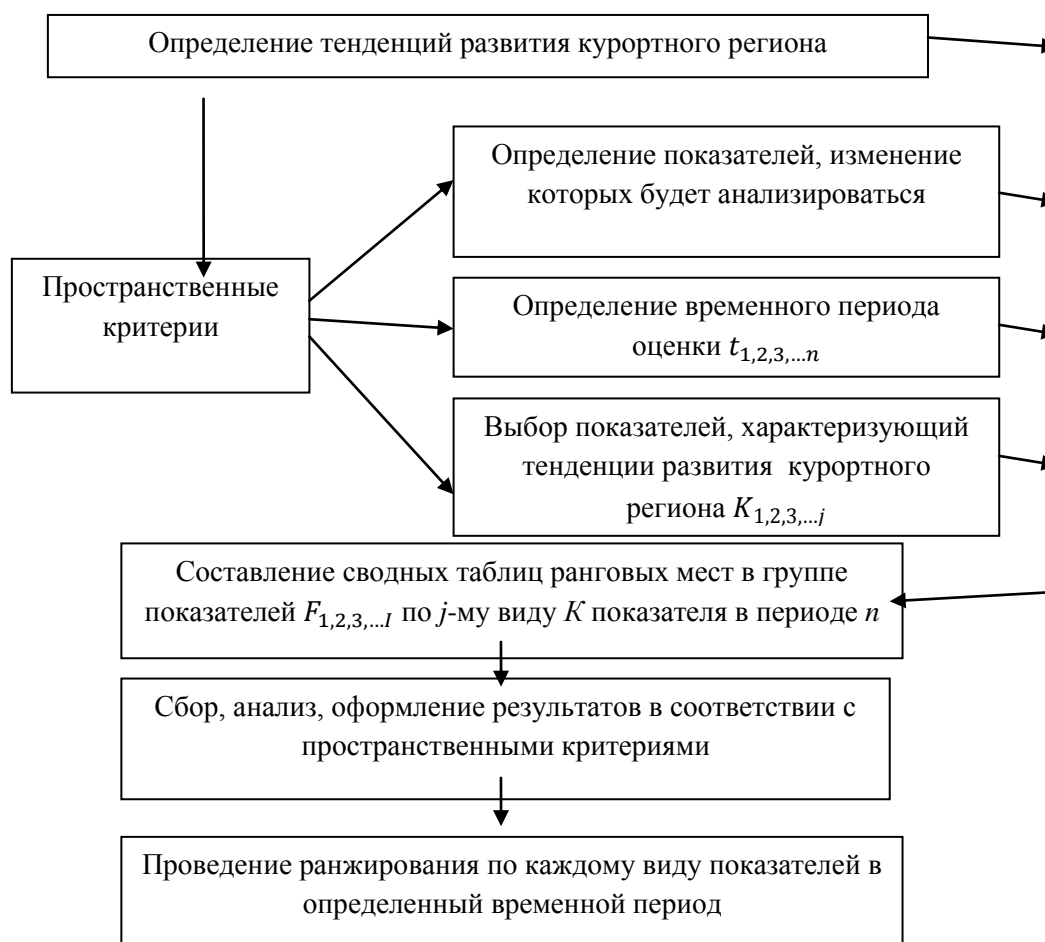 Определение тенденций развития курортного региона
Определение показателей, изменение
которых будет анализироваться
Пространственные
критерии
Определение временного периода
оценки t1,2,3,...n
Выбор показателей, характеризующий
тенденции развития курортного
региона K1,2,3,...j
Составление сводных таблиц ранговых мест в группе
показателей F1,2,3,...I по j-му виду K показателя в периоде n
Сбор, анализ, оформление результатов в соответствии с
пространственными критериями
Проведение ранжирования по каждому виду показателей в
определенный временной период